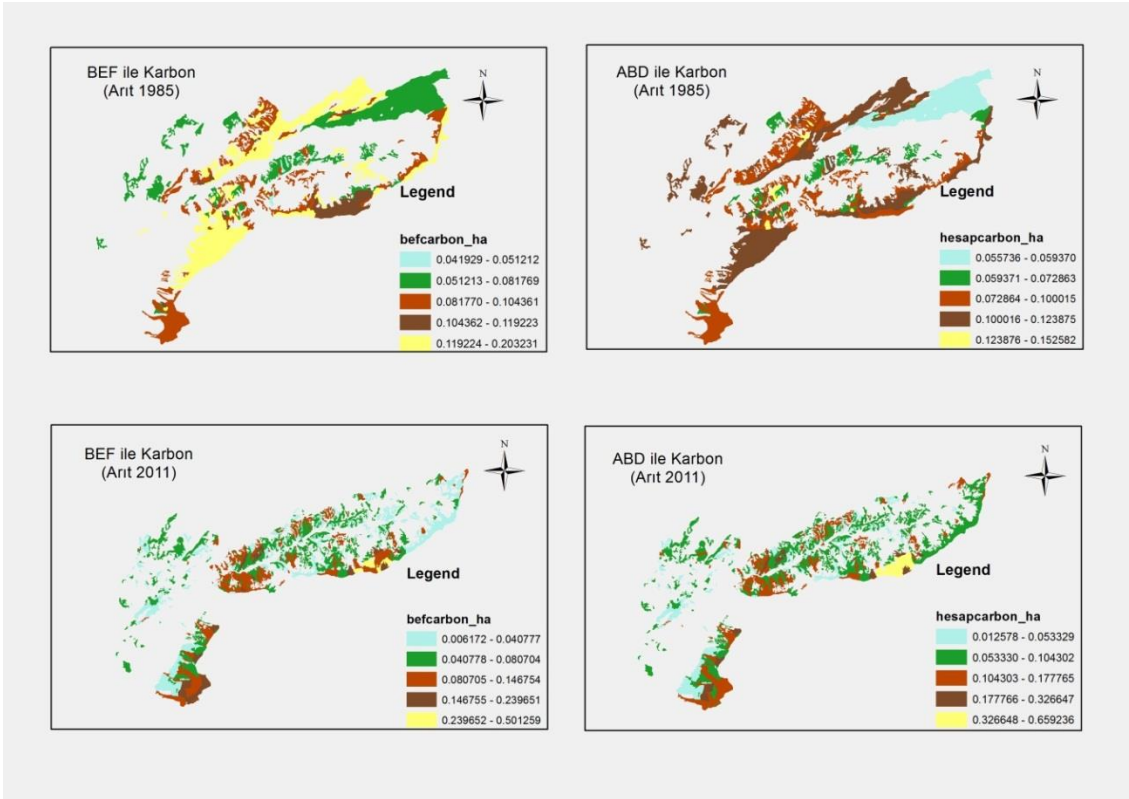 BEF ile Karbon
(Arıt 1985)
N
Legend
befcarbon_ha
0.041929 - 0.051212
0.051213 - 0.081769
0.081770 - 0.104361
0.104362 - 0.119223
0.119224 - 0.203231
ABD ile Karbon
(Arıt 1985)
N
Legend
hesapcarbon_ha
0.055736 - 0.059370
0.059371 - 0.072863
0.072864 - 0.100015
0.100016 - 0.123875
0.123876 - 0.152582
BEF ile Karbon
(Arıt 2011)
N
Legend
befcarbon_ha
0.006172 - 0.040777
0.040778 - 0.080704
0.080705 - 0.146754
0.146755 - 0.239651
0.239652 - 0.501259
ABD ile Karbon
(Arıt 2011)
N
Legend
hesapcarbon_ha
0.012578 - 0.053329
0.053330 - 0.104302
0.104303 - 0.177765
0.177766 - 0.326647
0.326648 - 0.659236